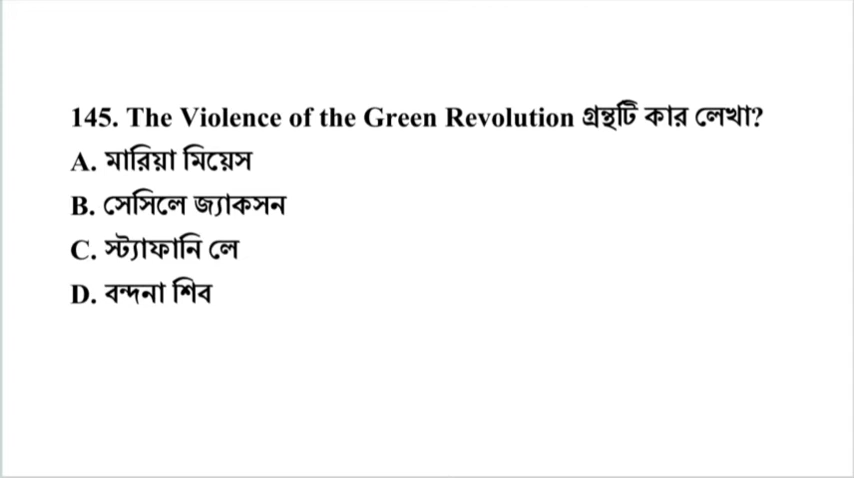 145. The Violence of the Green Revolution গ্রন্থটি কার লেখা?
A. মারিয়া মিয়েস
B. সেসিলে জ্যাকসন
C. স্ট্যাফানি লে
D. বন্দনা শিব